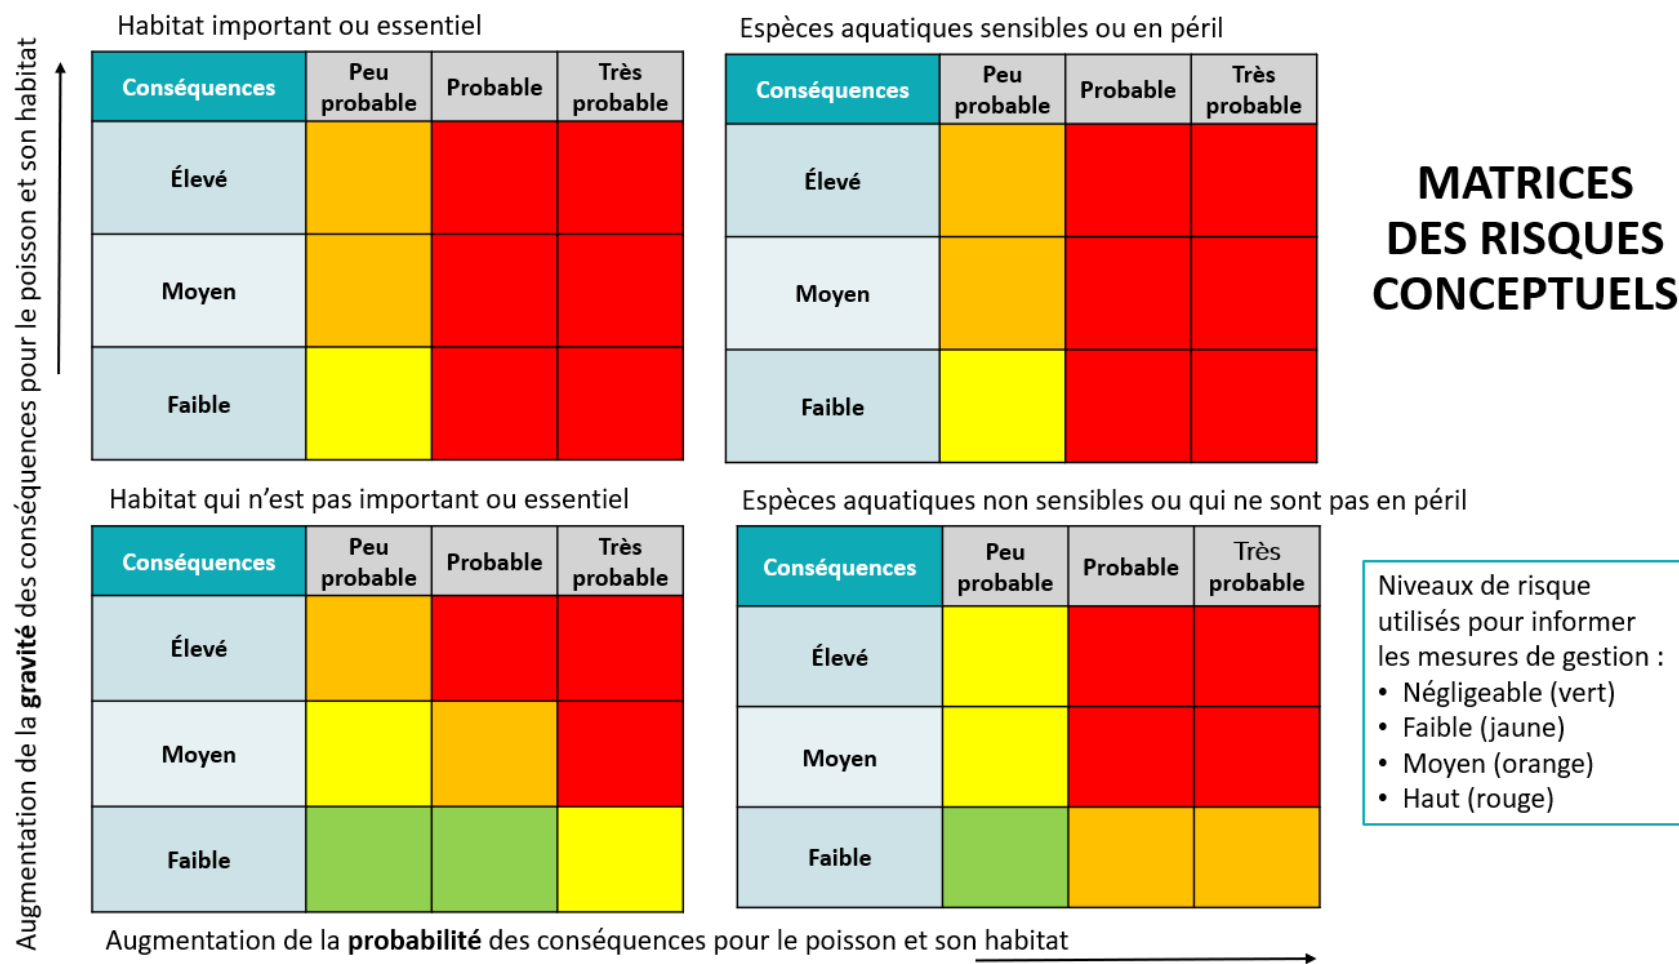 Augmentation de la gravité des conséquences pour le poisson et son habitat
Habitat important ou essentiel
Conséquences
Peu
probable
Probable
Très
probable
Élevé
Moyen
Faible
Espèces aquatiques sensibles ou en péril
Conséquences
Peu
probable
Probable
Très
probable
Élevé
Moyen
Faible
MATRICES
DES RISQUES
CONCEPTUELS
Habitat qui n’est pas important ou essentiel
Conséquences
Peu
probable
Probable
Très
probable
Élevé
Moyen
Faible
Espèces aquatiques non sensibles ou qui ne sont pas en péril
Conséquences
Peu
probable
Probable
Très
probable
Élevé
Moyen
Faible
Niveaux de risque
utilisés pour informer
les mesures de gestion :
• Négligeable (vert)
• Faible (jaune)
• Moyen (orange)
• Haut (rouge)
Augmentation de la probabilité des conséquences pour le poisson et son habitat